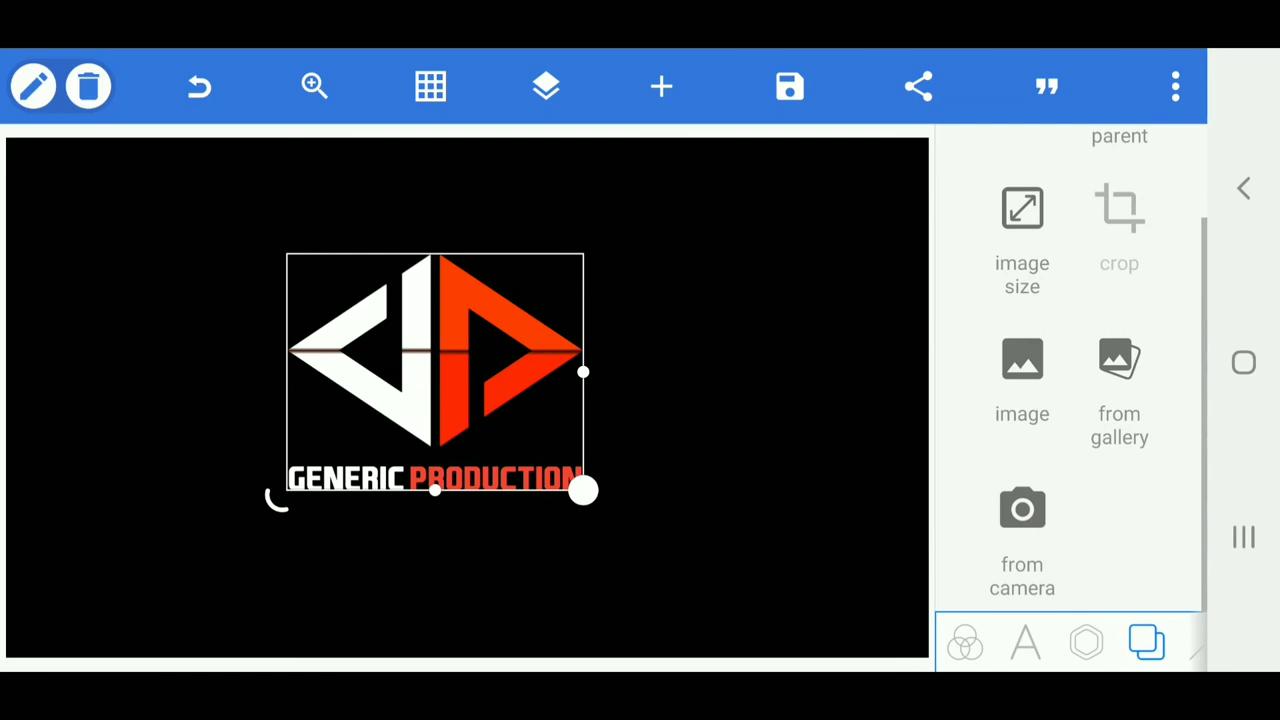 parent
image size
crop
image
from gallery
from camera
GENERIC PRODUCTION